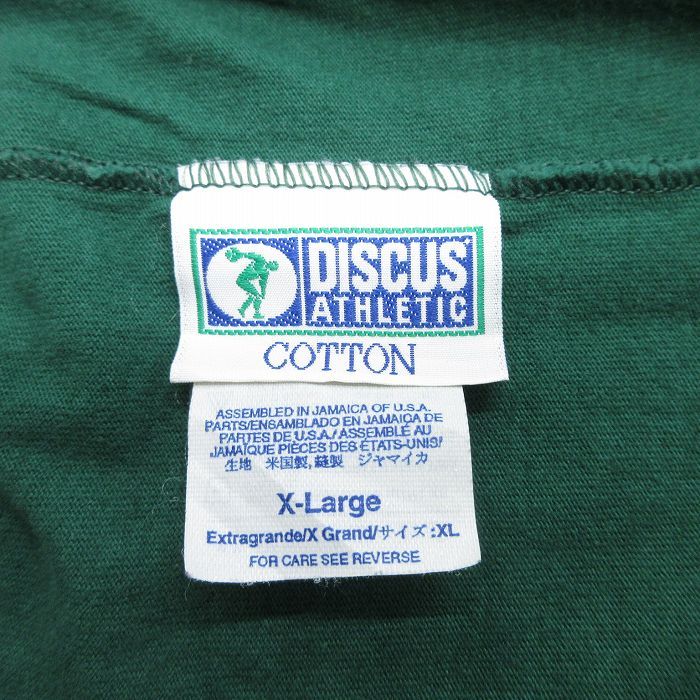 DISCUS
ATHLETIC
COTTON
ASSEMBLED IN JAMAICA OF U.S.A.
PARTS/ENSAMBLADO EN JAMAICA DE
PARTES DE U.S.A./ASSEMBLÉ AU
JAMAÏQUE PIÈCES DES ÉTATS-UNIS/
生地 米国製, 縫製 ジャマイカ
X-Large
Extragrande/X Grand/サイズ:XL
FOR CARE SEE REVERSE